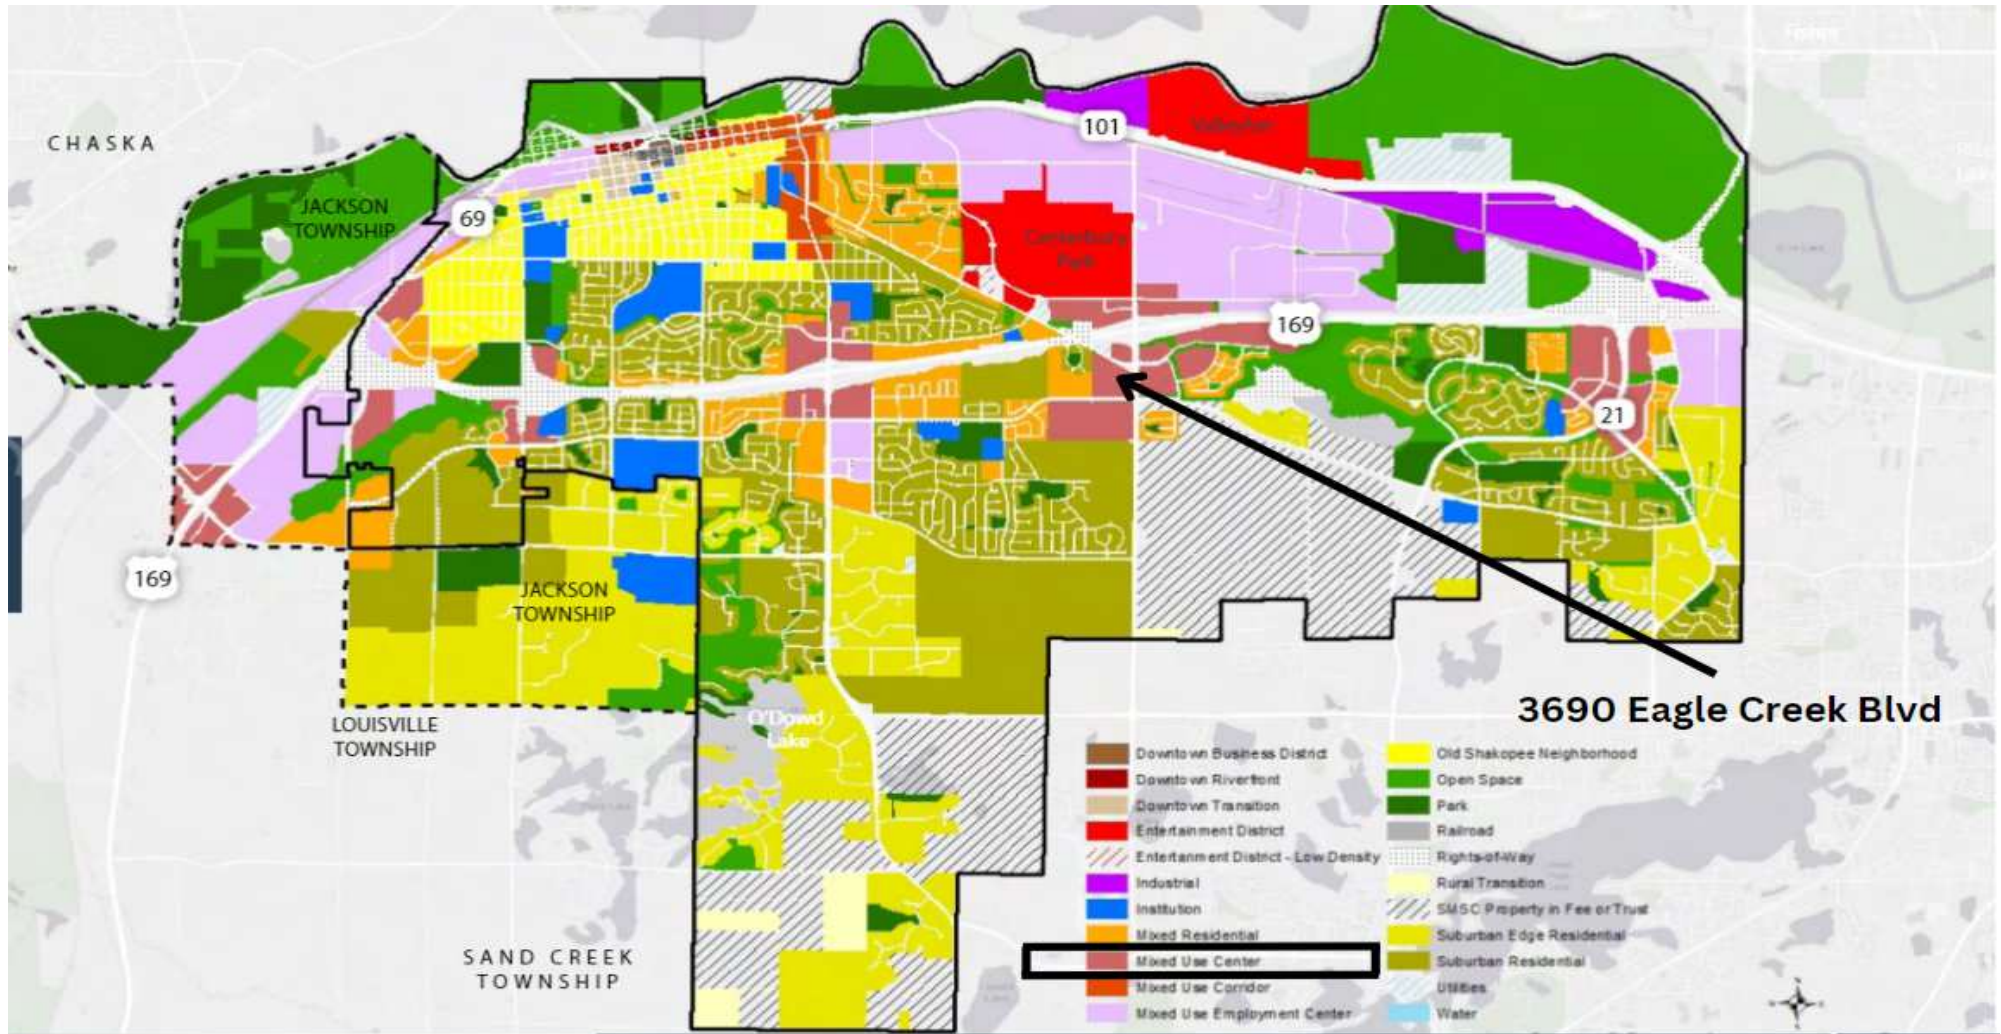 CHASKA
JACKSON
TOWNSHIP
69
101
Valleyfair
Canterbury
Park
169
21
169
JACKSON
TOWNSHIP
LOUISVILLE
TOWNSHIP
O'Dowd
Lake
SAND CREEK
TOWNSHIP
3690 Eagle Creek Blvd
Downtown Business District
Downtown Riverfront
Downtown Transition
Entertainment District
Entertanment District - Low Density
Industrial
Institution
Mixed Residential
Mixed Use Center
Mixed Use Corridor
Mixed Use Employment Center
Old Shakopee Neighborhood
Open Space
Park
Railroad
Rights-of-Way
Rural Transition
SMSC Property in Fee or Trust
Suburban Edge Residential
Suburban Residential
Utilities
Water